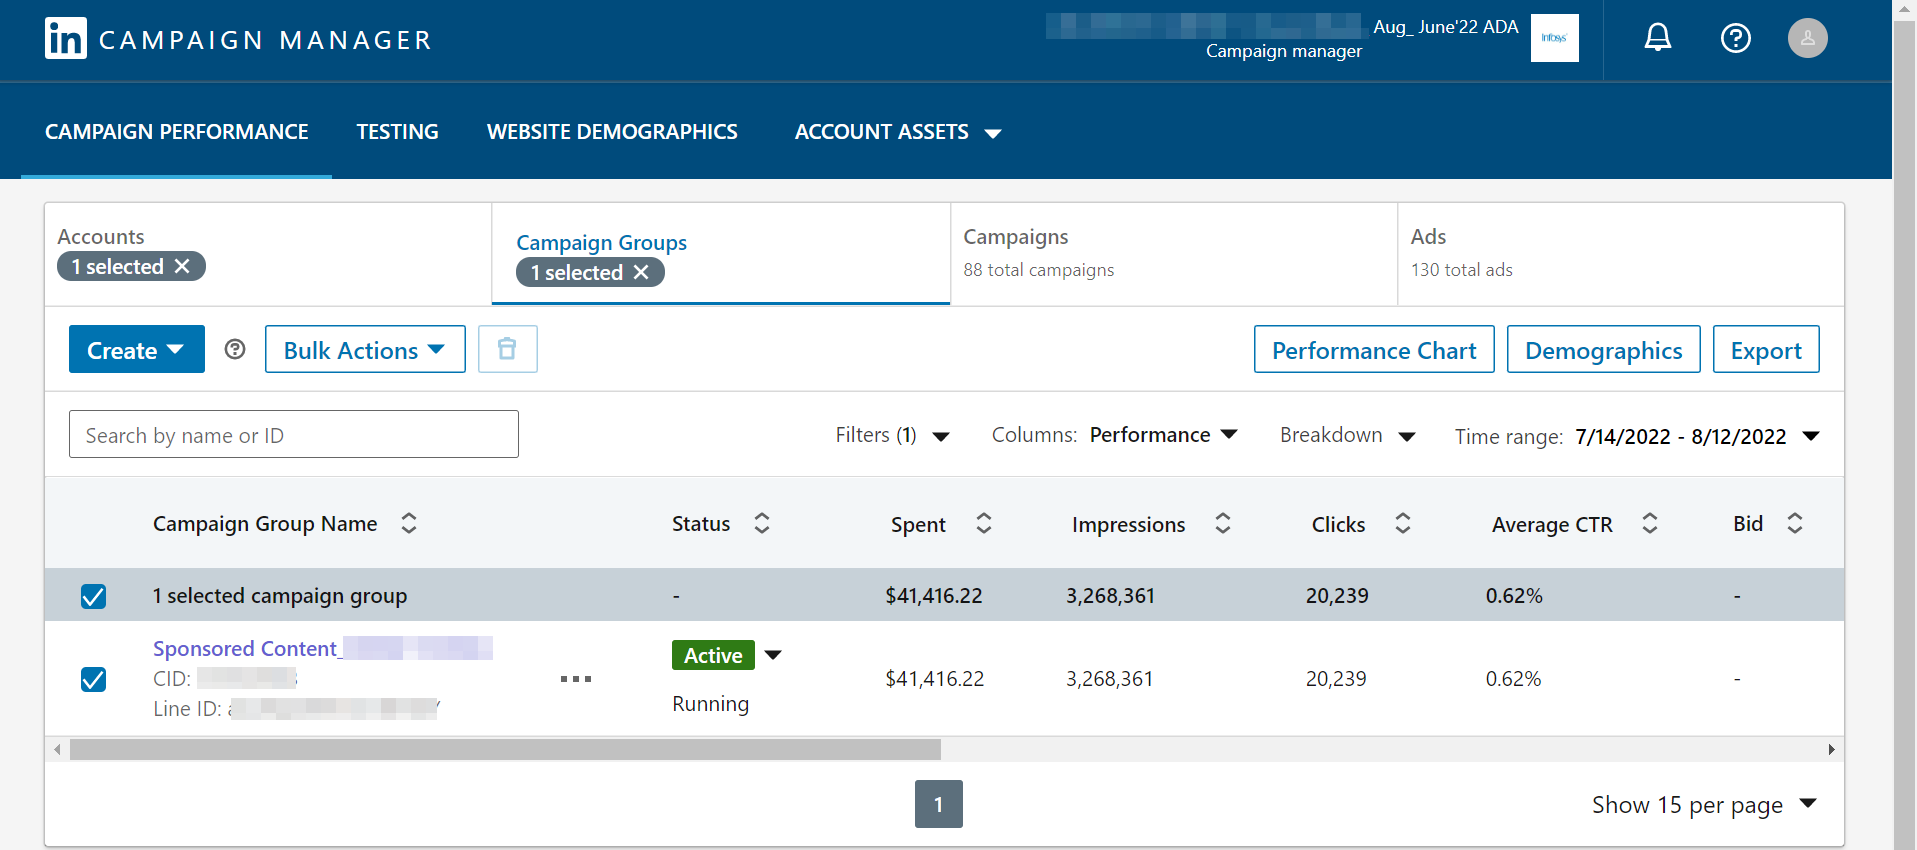 in CAMPAIGN MANAGER
Aug_ June'22 ADA
Campaign manager
Infosys
CAMPAIGN PERFORMANCE TESTING WEBSITE DEMOGRAPHICS ACCOUNT ASSETS
Accounts
1 selected
Campaign Groups
1 selected
Campaigns
88 total campaigns
Ads
130 total ads
Create Bulk Actions Performance Chart Demographics Export
Search by name or ID Filters (1) Columns: Performance Breakdown Time range: 7/14/2022 - 8/12/2022
Campaign Group Name Status Spent Impressions Clicks Average CTR Bid
1 selected campaign group - $41,416.22 3,268,361 20,239 0.62% -
Sponsored Content_
CID:
Line ID:
Active
Running
$41,416.22 3,268,361 20,239 0.62% -
1
Show 15 per page